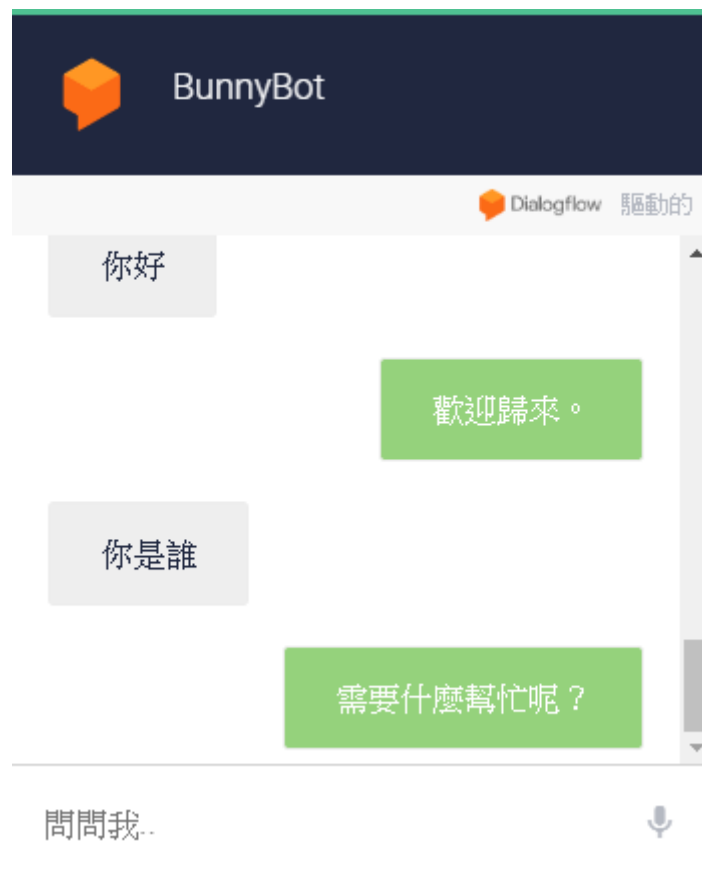 BunnyBot
Dialogflow 驅動的
你好
歡迎歸來。
你是誰
需要什麼幫忙呢？
問問我..